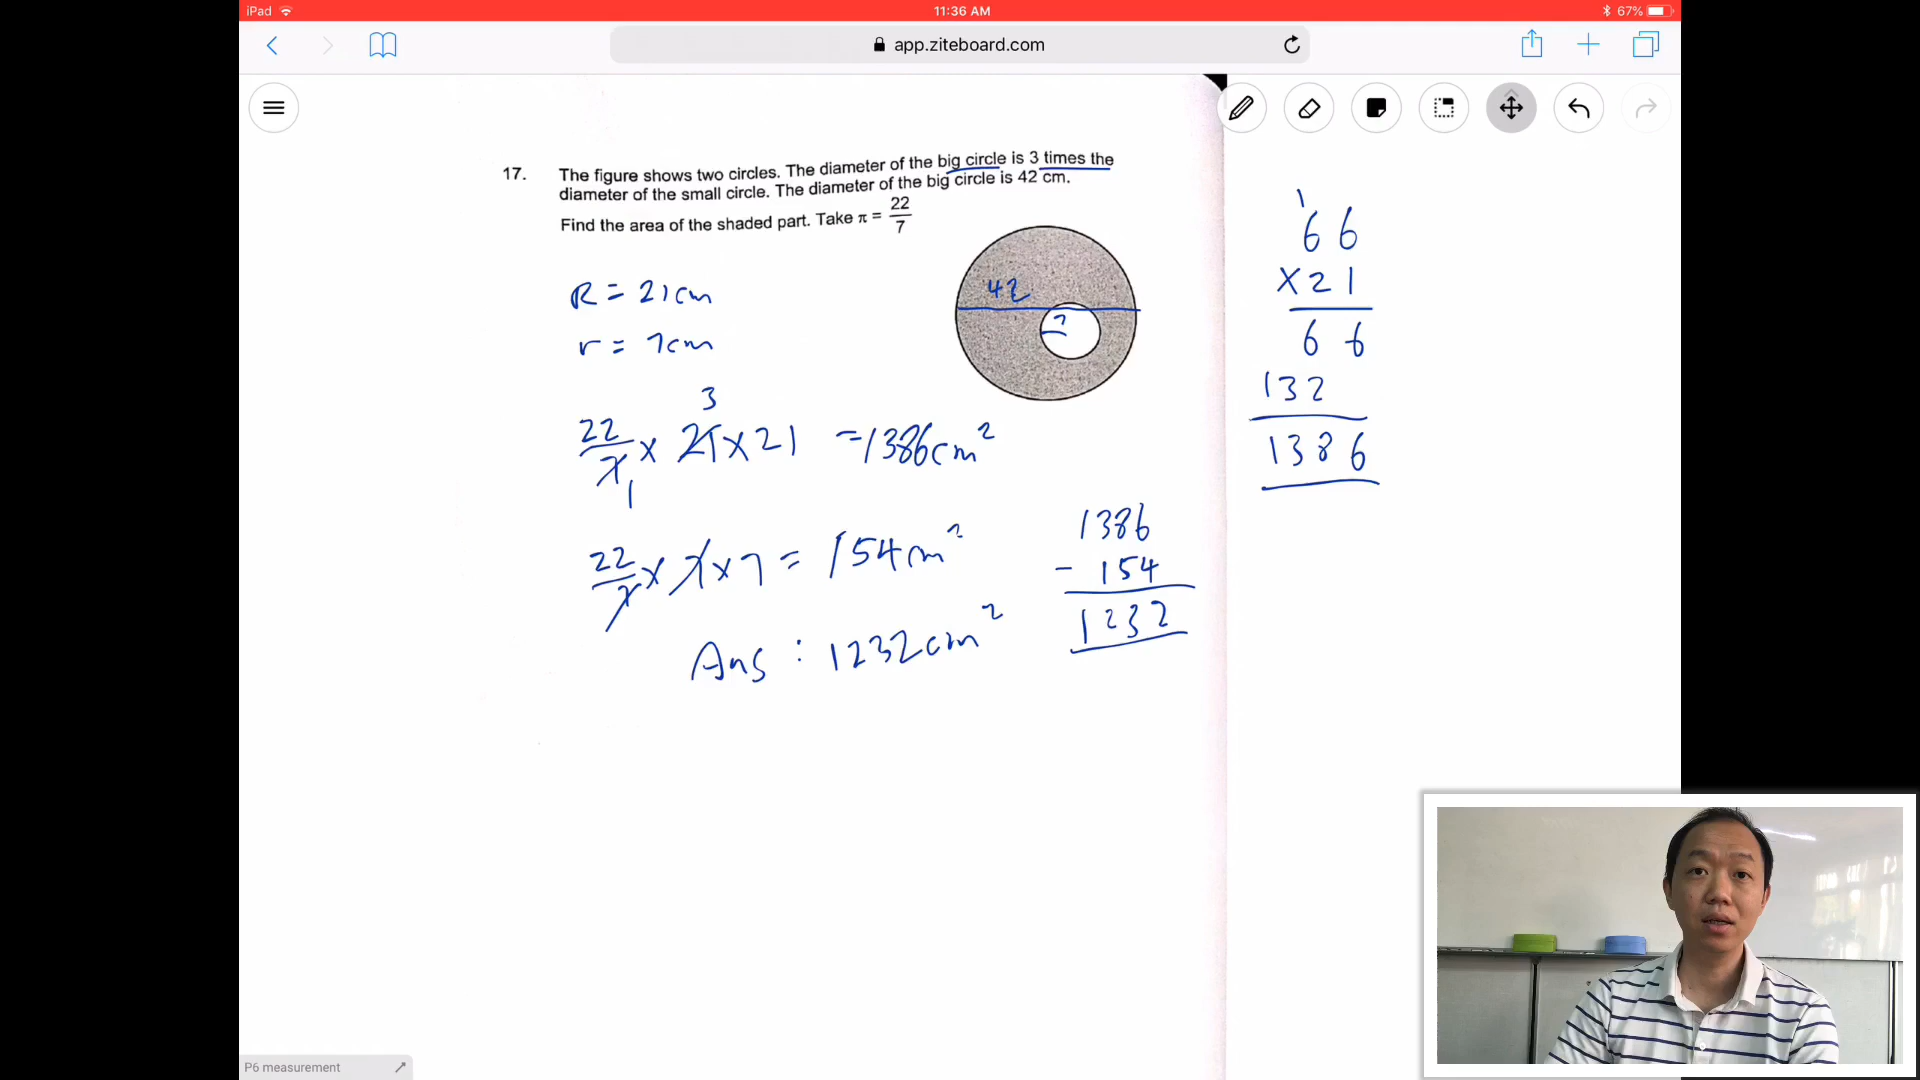 iPad
11:36 AM
67%
app.ziteboard.com
17. The figure shows two circles. The diameter of the big circle is 3 times the
diameter of the small circle. The diameter of the big circle is 42 cm.
Find the area of the shaded part. Take π = 22/7
42
7
R = 21cm
r = 7cm
3
22/7 × 21 × 21 = 1386cm²
1
22/7 × 7 × 7 = 154cm²
Ans : 1232cm²
1386
- 154
1232
1
66
×21
66
132
1386
P6 measurement